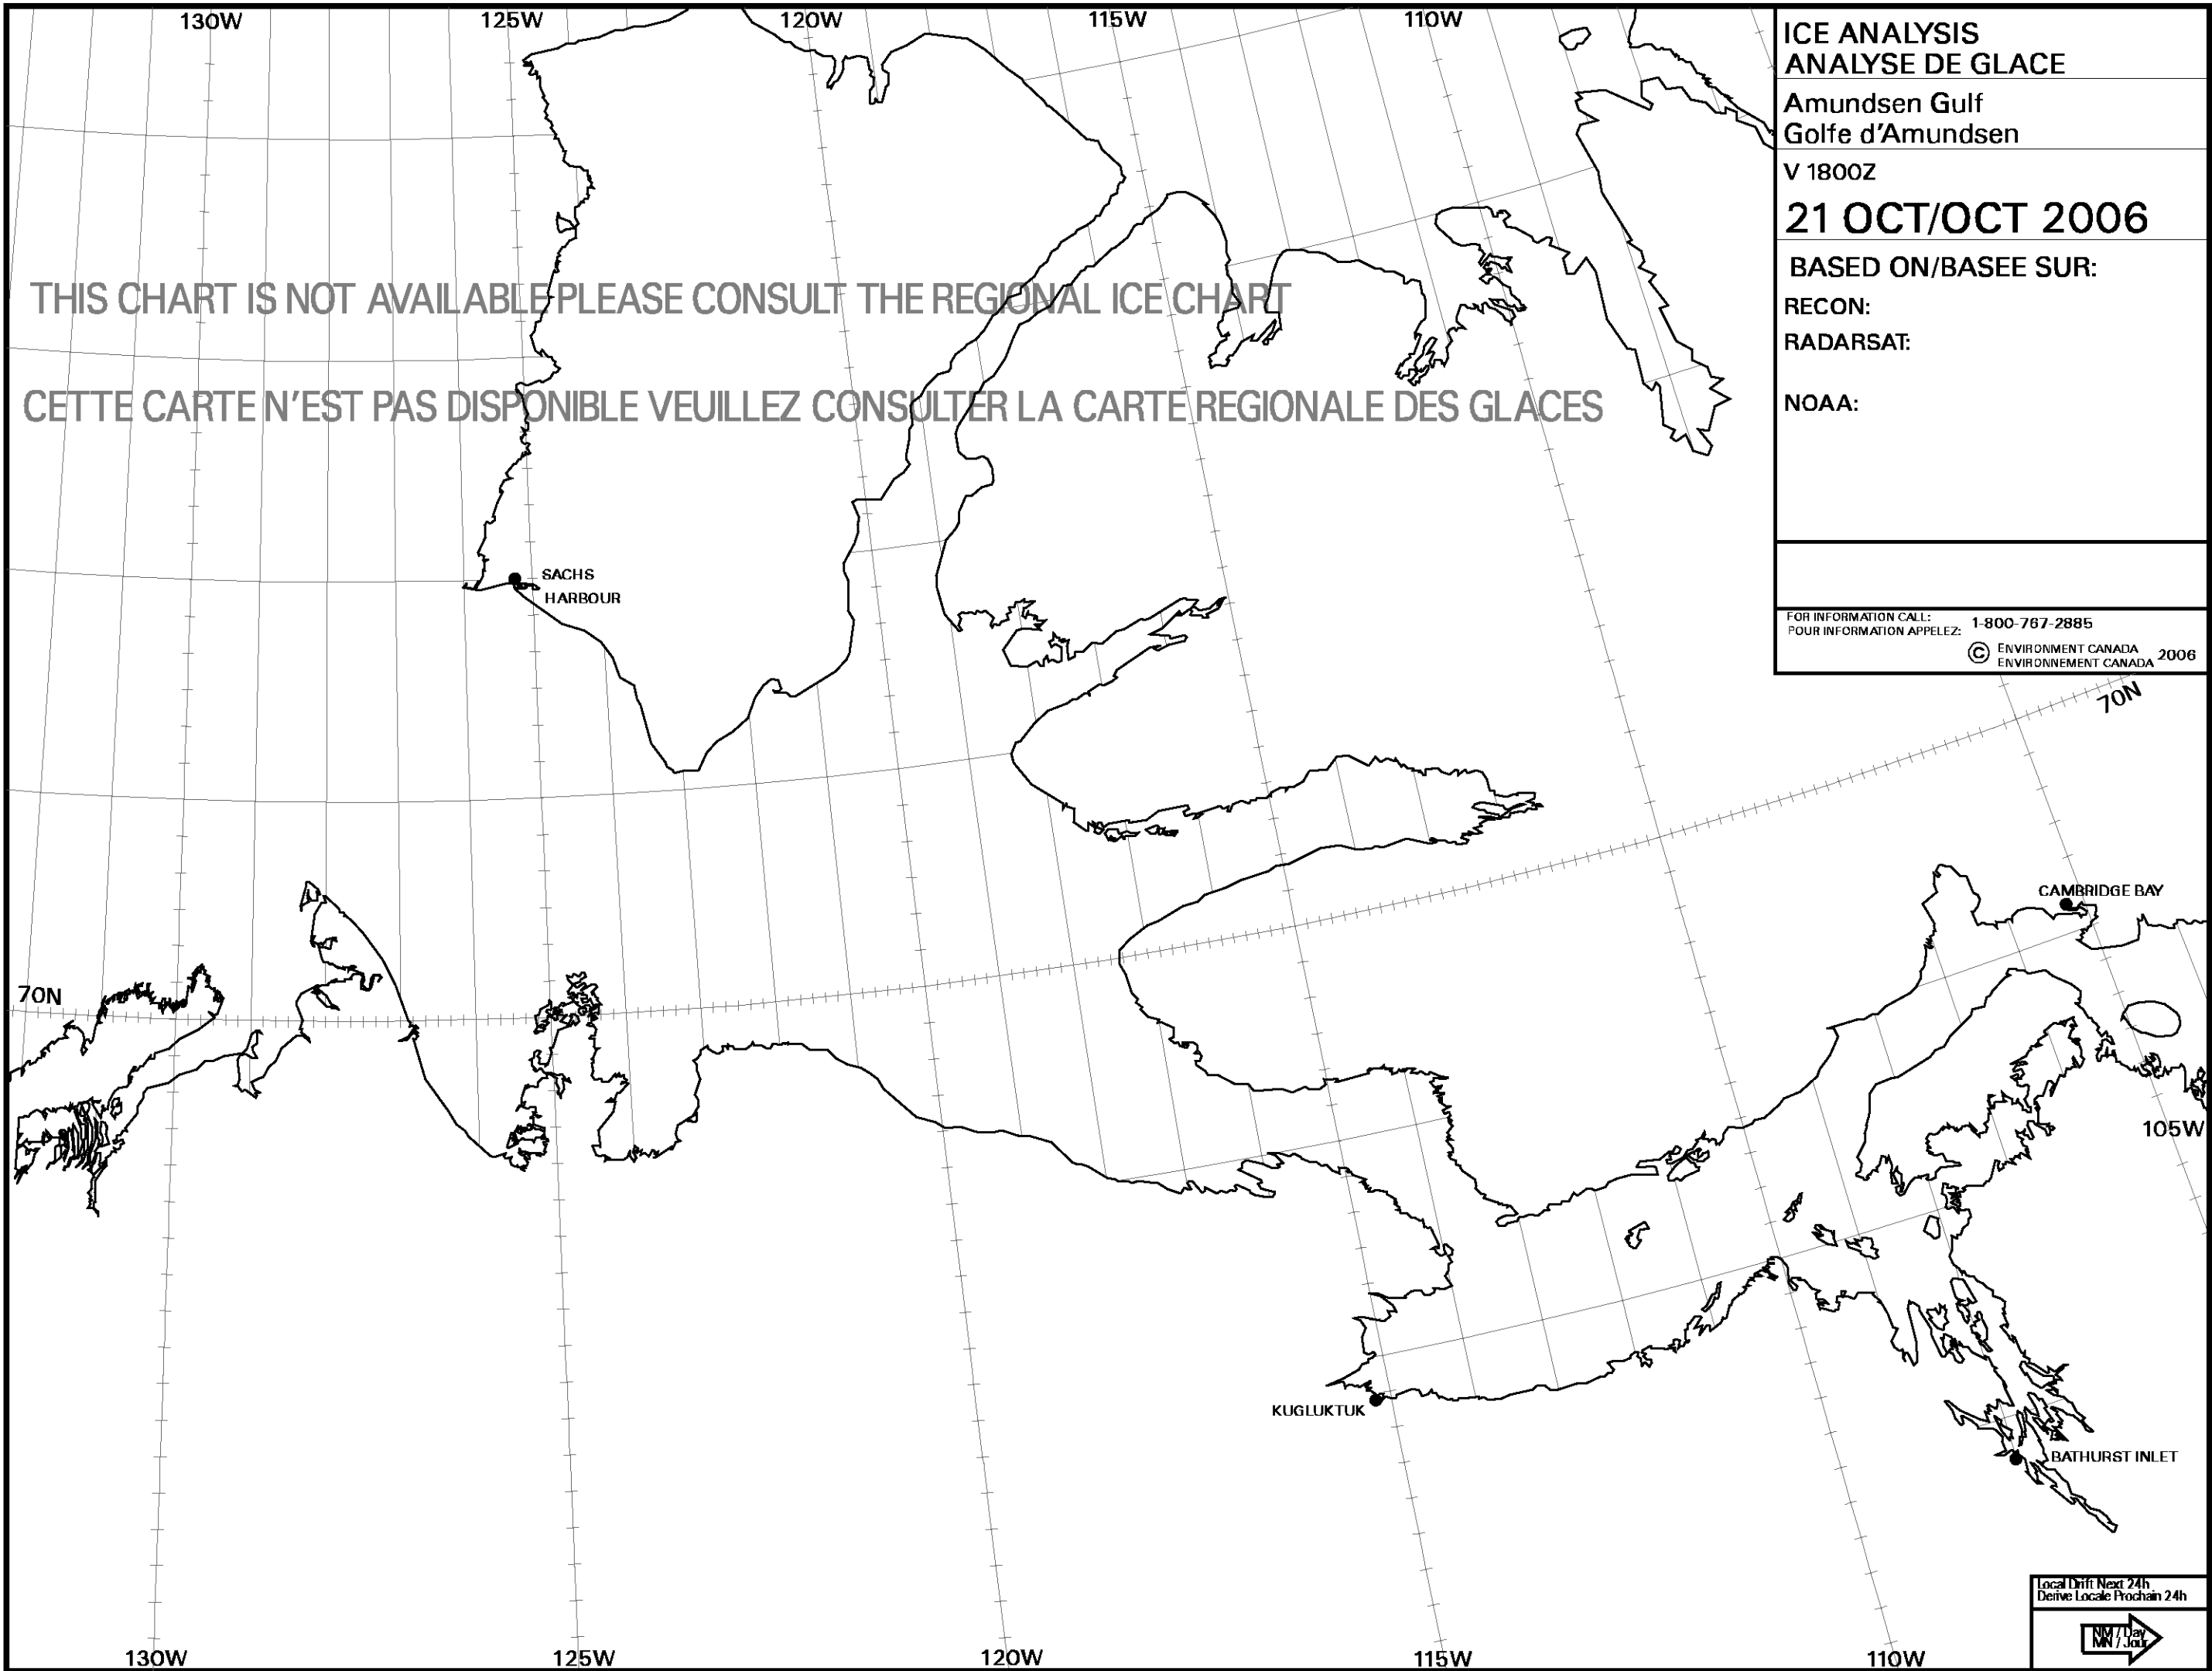 130W
125W
120W
115W
110W
ICE ANALYSIS
ANALYSE DE GLACE
Amundsen Gulf
Golfe d'Amundsen
V 1800Z
21 OCT/OCT 2006
BASED ON/BASEE SUR:
RECON:
RADARSAT:
NOAA:
THIS CHART IS NOT AVAILABLE PLEASE CONSULT THE REGIONAL ICE CHART
CETTE CARTE N'EST PAS DISPONIBLE VEUILLEZ CONSULTER LA CARTE REGIONALE DES GLACES
SACHS
HARBOUR
FOR INFORMATION CALL:
POUR INFORMATION APPELEZ:
1-800-767-2885
© ENVIRONMENT CANADA
ENVIRONNEMENT CANADA
2006
70N
CAMBRIDGE BAY
70N
105W
KUGLUKTUK
BATHURST INLET
Local Drift Next 24h
Derive Locale Prochain 24h
NM / Day
MN / Jour
130W
125W
120W
115W
110W